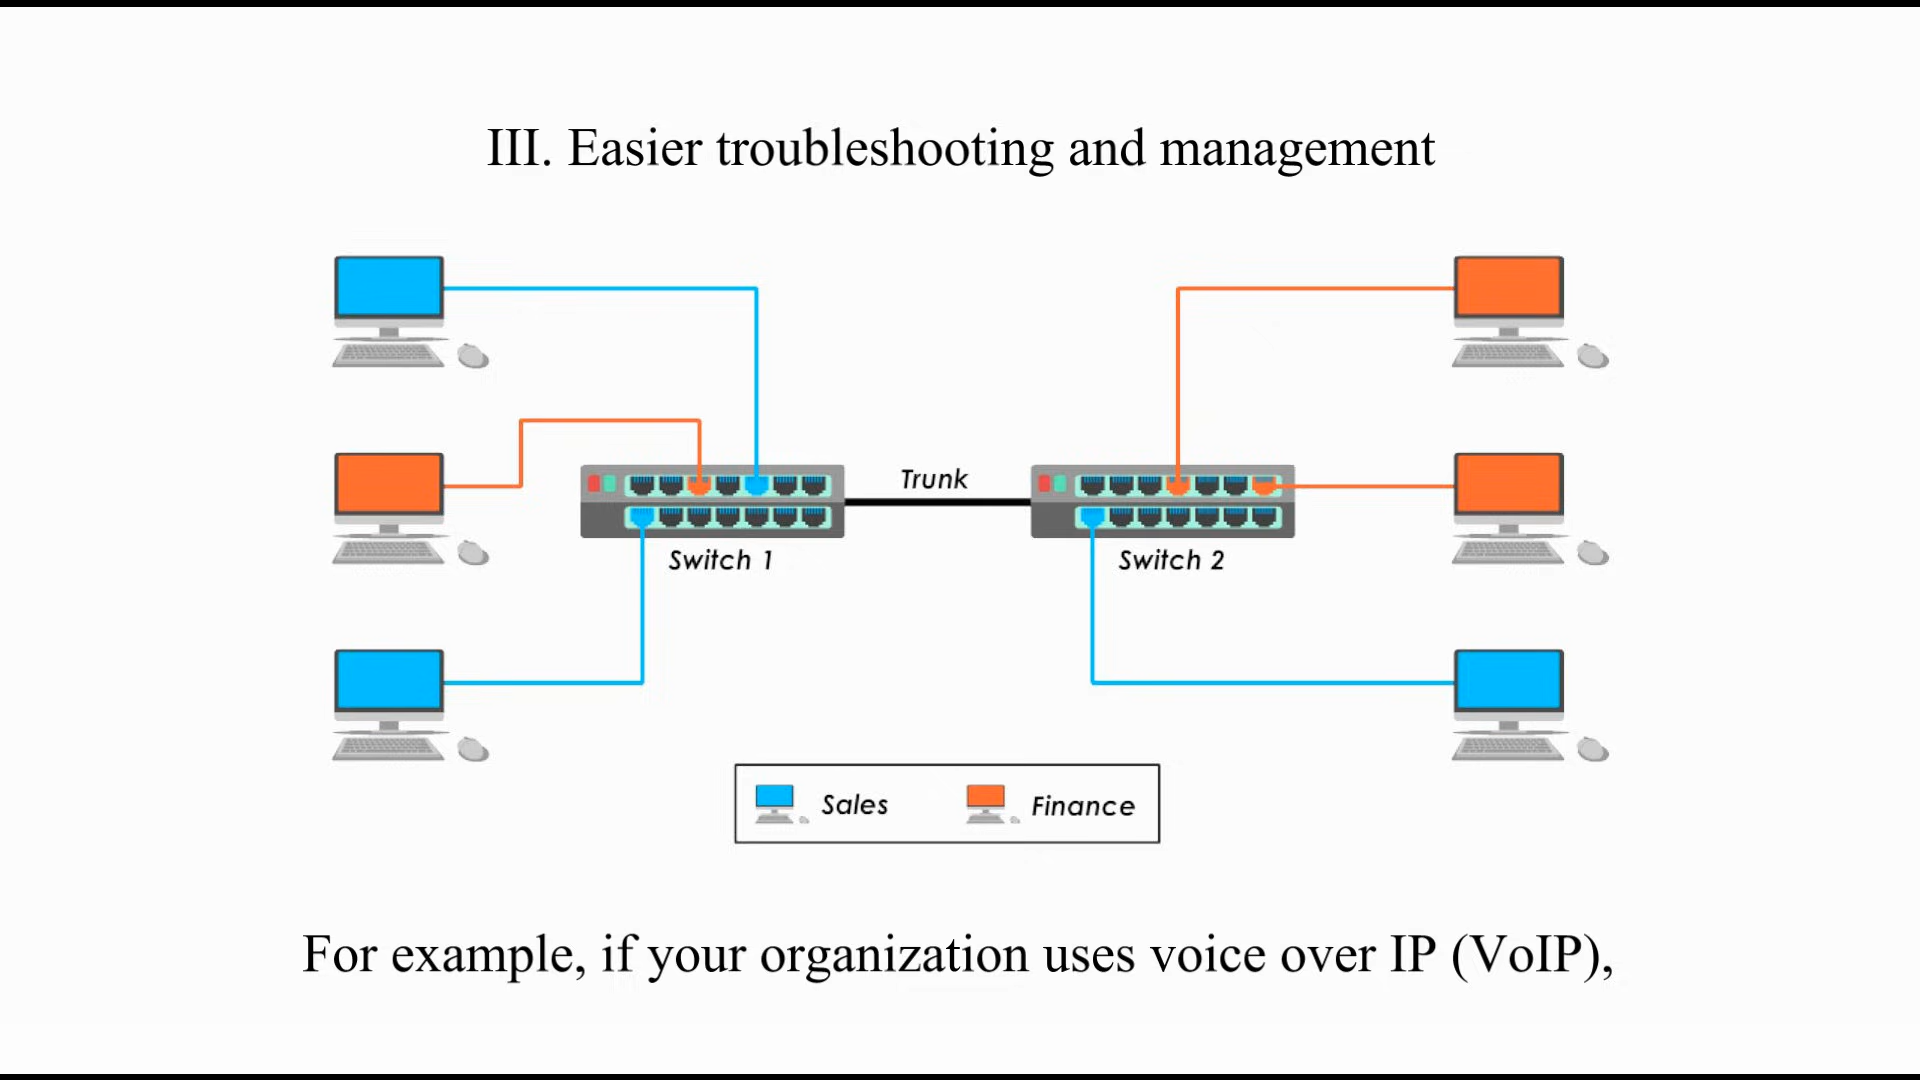 III. Easier troubleshooting and management
Trunk
Switch 1
Switch 2
Sales
Finance
For example, if your organization uses voice over IP (VoIP),